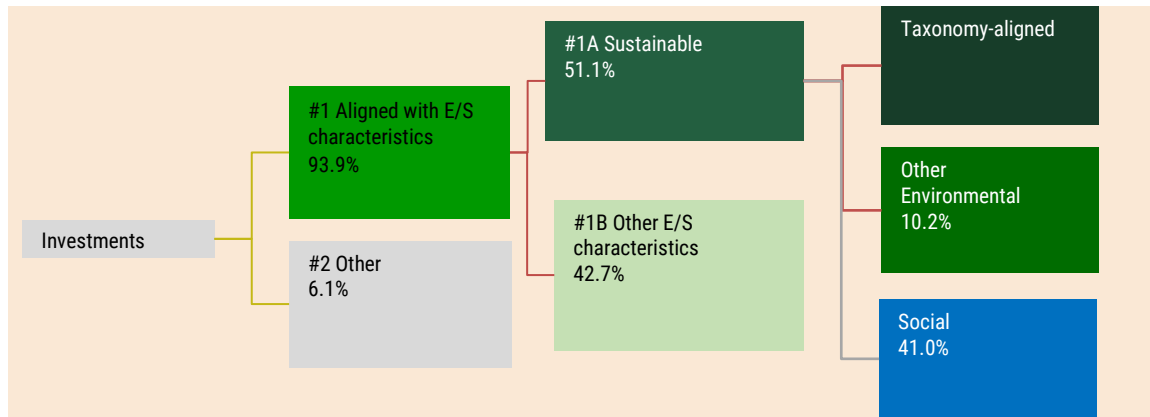 Investments
#1 Aligned with E/S
characteristics
93.9%
#2 Other
6.1%
#1A Sustainable
51.1%
#1B Other E/S
characteristics
42.7%
Taxonomy-aligned
Other
Environmental
10.2%
Social
41.0%